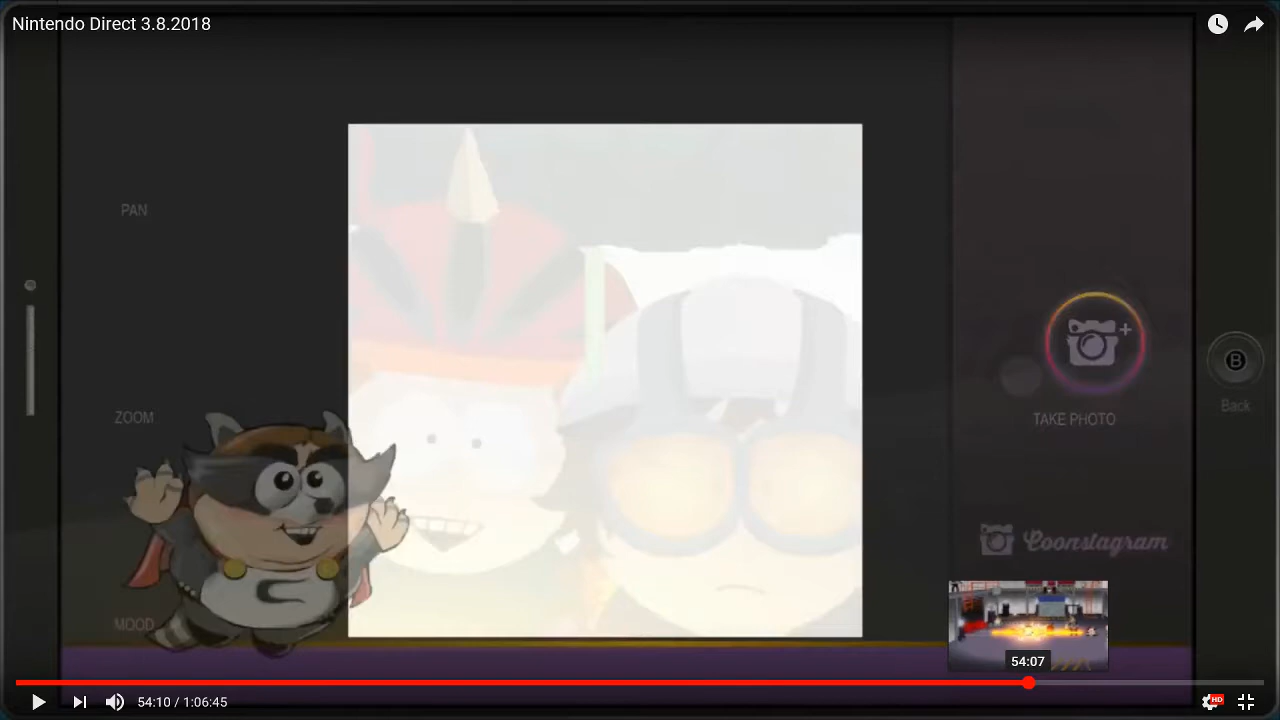 Nintendo Direct 3.8.2018
PAN
ZOOM
MOOD
TAKE PHOTO
B
Back
Coonstagram
54:07
54:10 / 1:06:45
HD